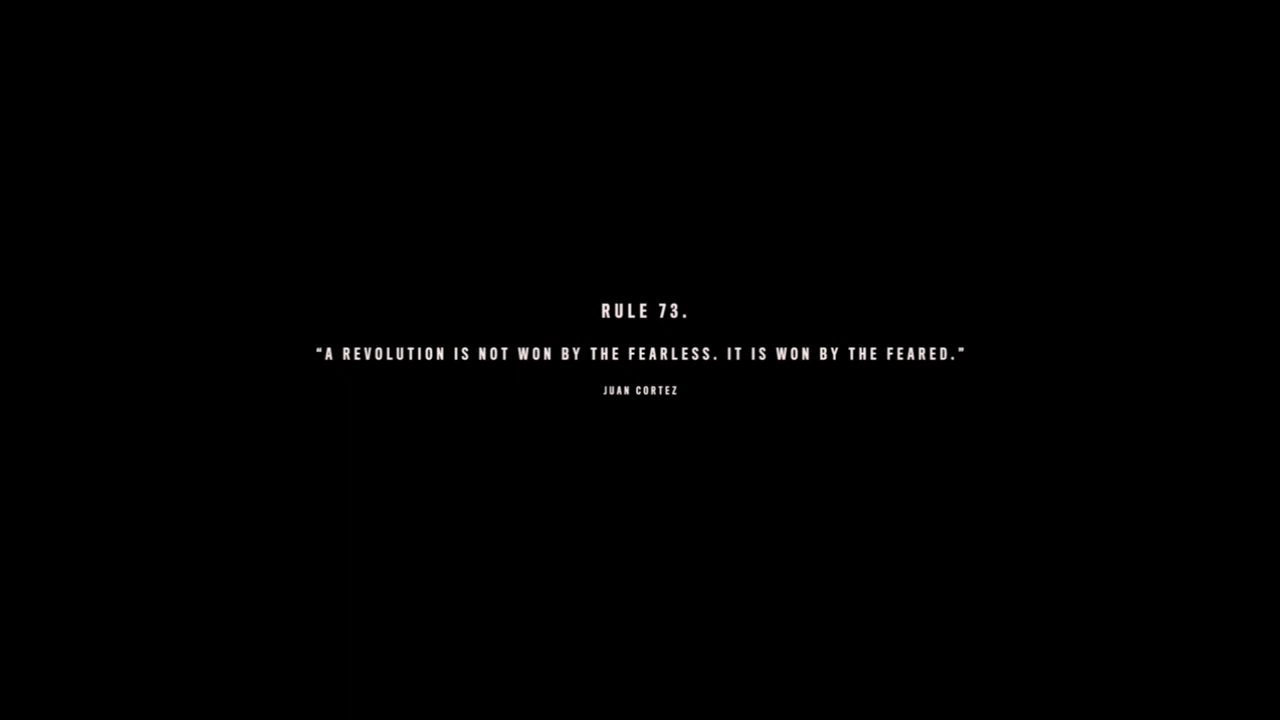 RULE 73.
“A REVOLUTION IS NOT WON BY THE FEARLESS. IT IS WON BY THE FEARED.”
JUAN CORTEZ